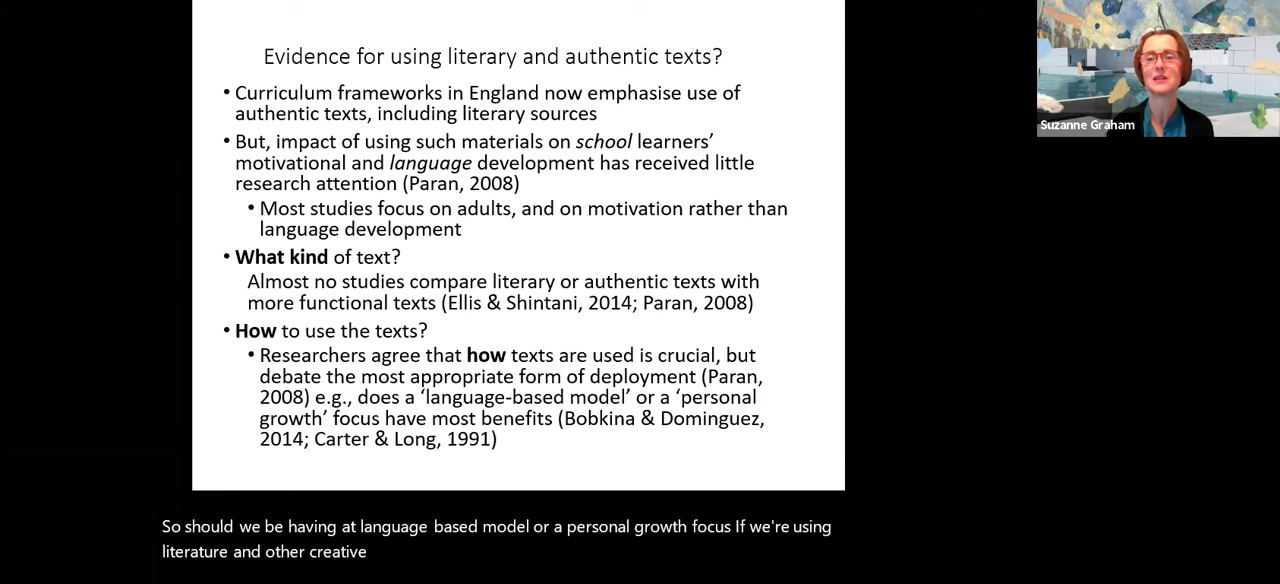 Evidence for using literary and authentic texts?
• Curriculum frameworks in England now emphasise use of
authentic texts, including literary sources
• But, impact of using such materials on school learners'
motivational and language development has received little
research attention (Paran, 2008)
• Most studies focus on adults, and on motivation rather than
language development
• What kind of text?
Almost no studies compare literary or authentic texts with
more functional texts (Ellis & Shintani, 2014; Paran, 2008)
• How to use the texts?
• Researchers agree that how texts are used is crucial, but
debate the most appropriate form of deployment (Paran,
2008) e.g., does a 'language-based model' or a 'personal
growth' focus have most benefits (Bobkina & Dominguez,
2014; Carter & Long, 1991)
Suzanne Graham
So should we be having at language based model or a personal growth focus If we're using
literature and other creative